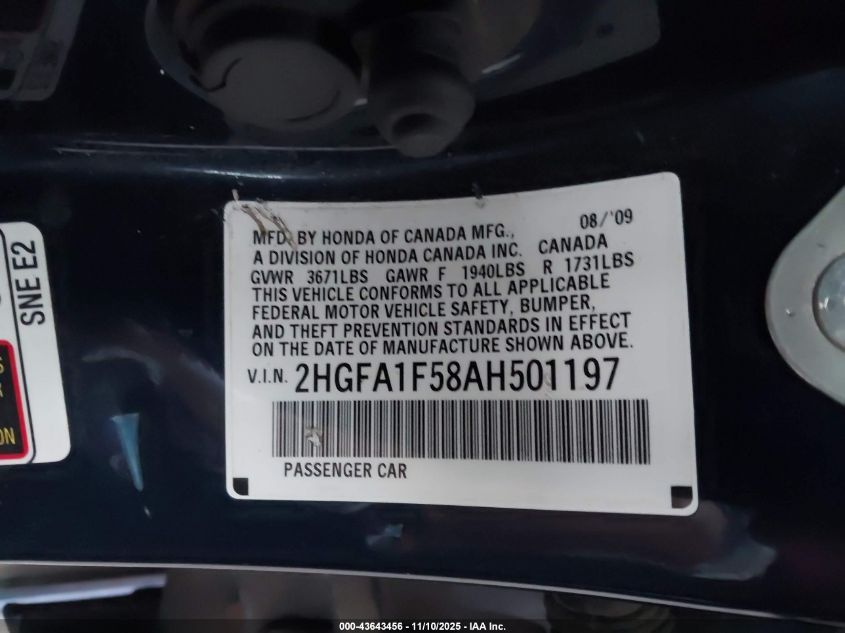 08/'09
MFD. BY HONDA OF CANADA MFG.,
A DIVISION OF HONDA CANADA INC. CANADA
GVWR 3671LBS GAWR F 1940LBS R 1731LBS
THIS VEHICLE CONFORMS TO ALL APPLICABLE
FEDERAL MOTOR VEHICLE SAFETY, BUMPER,
AND THEFT PREVENTION STANDARDS IN EFFECT
ON THE DATE OF MANUFACTURE SHOWN ABOVE.
V.I.N. 2HGFA1F58AH501197
PASSENGER CAR
SNE E2
000-43643456 - 11/10/2025 - IAA Inc.